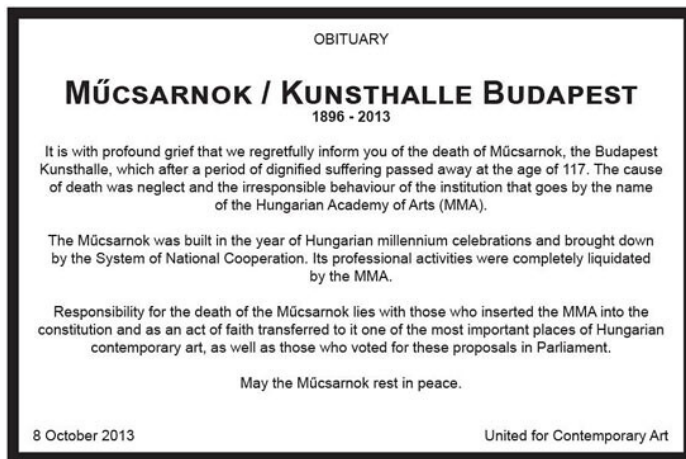 OBITUARY
MŰCSARNOK / KUNSTHALLE BUDAPEST
1896 - 2013
It is with profound grief that we regretfully inform you of the death of Műcsarnok, the Budapest
Kunsthalle, which after a period of dignified suffering passed away at the age of 117. The cause
of death was neglect and the irresponsible behaviour of the institution that goes by the name
of the Hungarian Academy of Arts (MMA).
The Műcsarnok was built in the year of Hungarian millennium celebrations and brought down
by the System of National Cooperation. Its professional activities were completely liquidated
by the MMA.
Responsibility for the death of the Műcsarnok lies with those who inserted the MMA into the
constitution and as an act of faith transferred to it one of the most important places of Hungarian
contemporary art, as well as those who voted for these proposals in Parliament.
May the Műcsarnok rest in peace.
8 October 2013 United for Contemporary Art